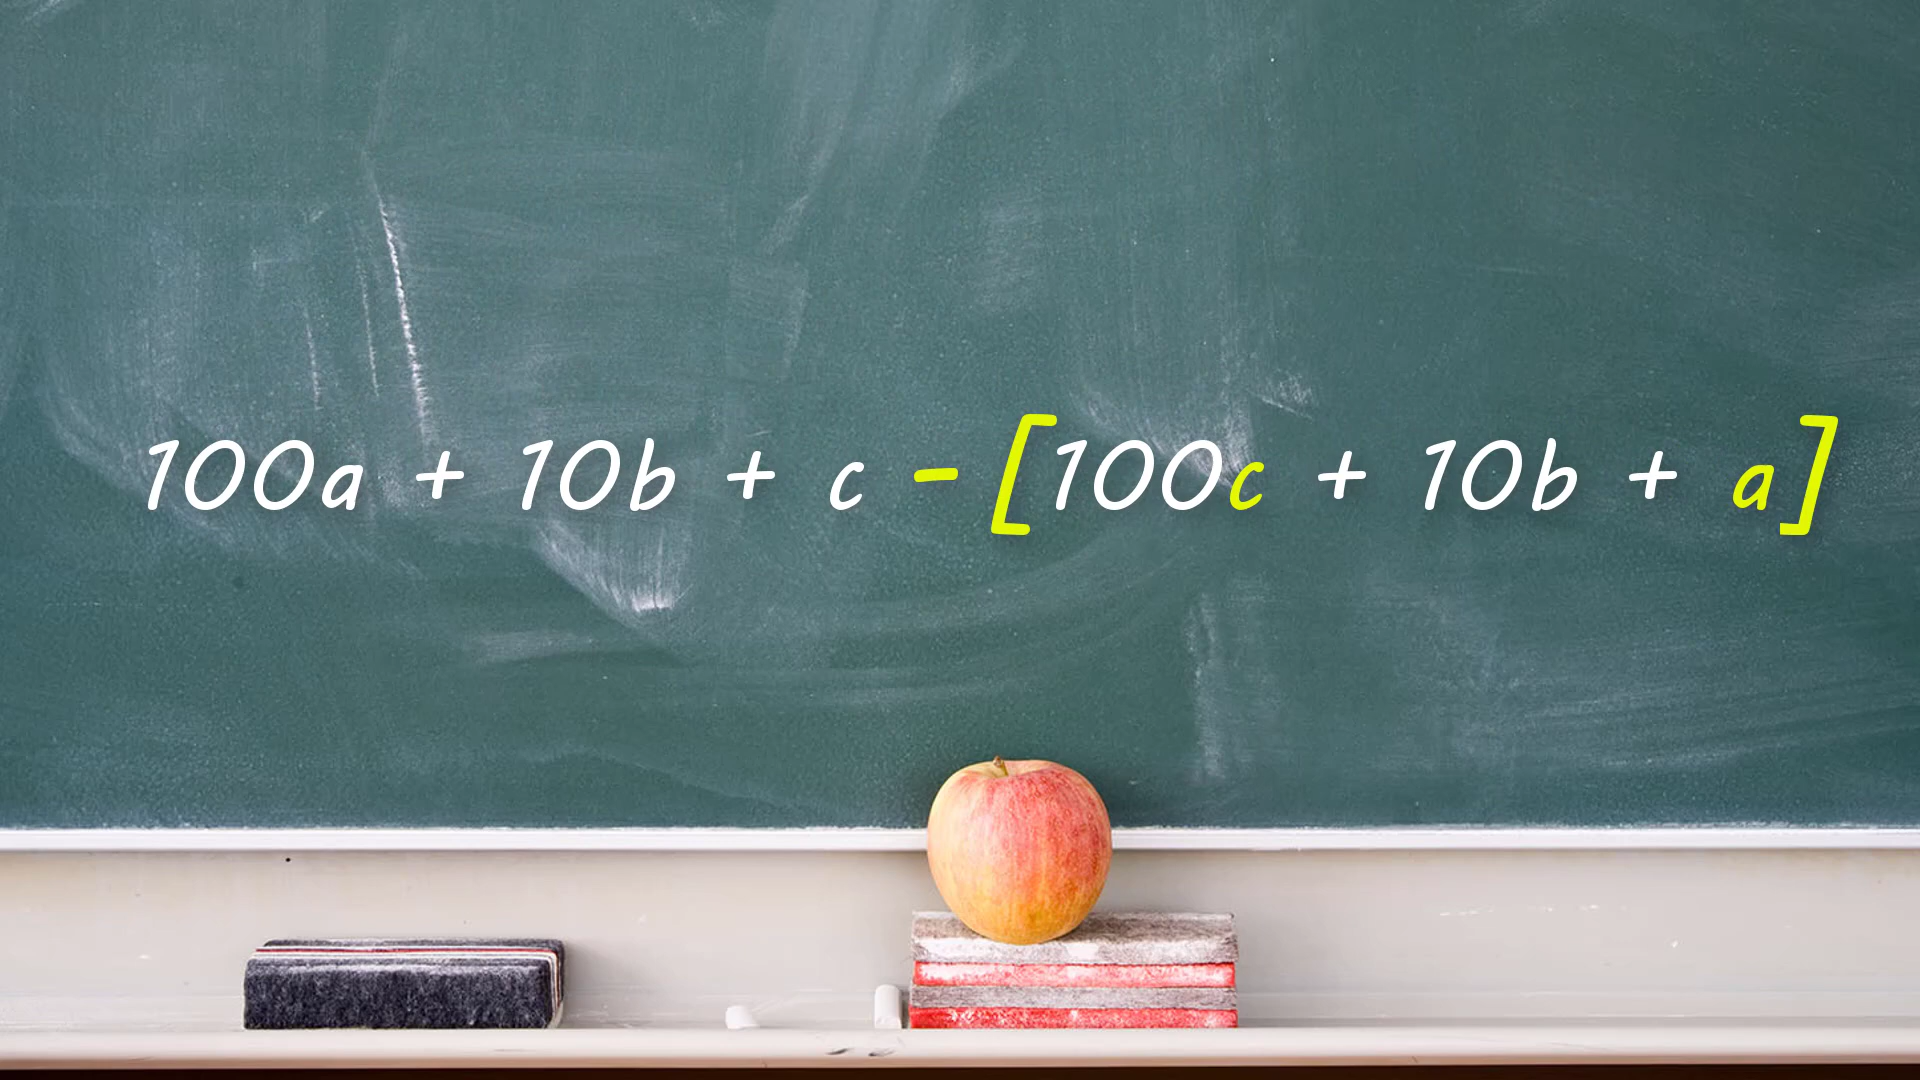 100a + 10b + c - [100c + 10b + a]